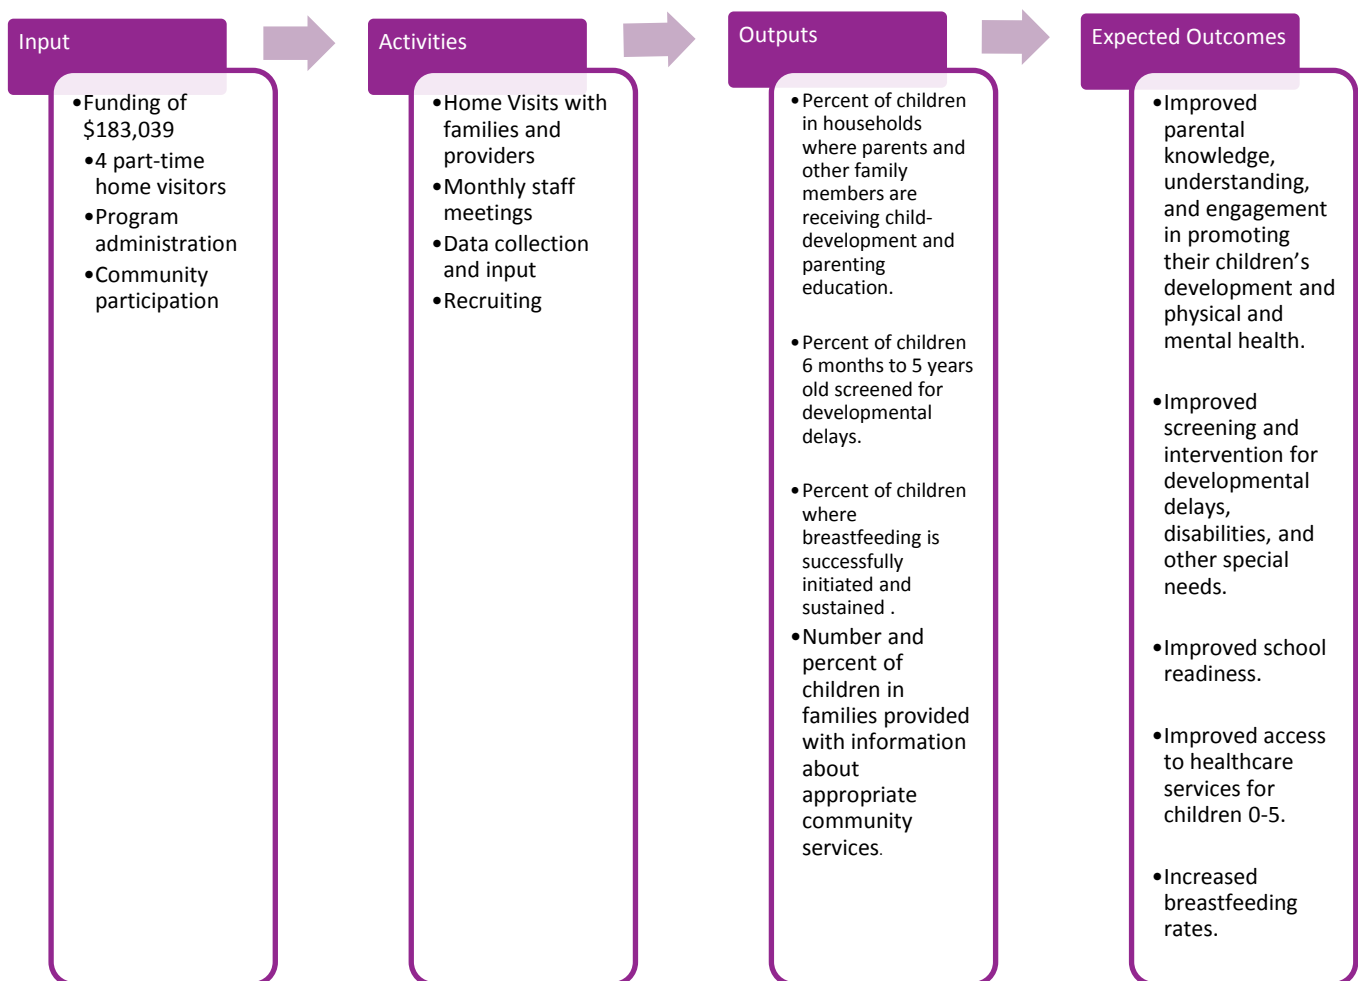 Input
•Funding of
$183,039
•4 part-time
home visitors
•Program
administration
•Community
participation
Activities
•Home Visits with
families and
providers
•Monthly staff
meetings
•Data collection
and input
•Recruiting
Outputs
•Percent of children
in households
where parents and
other family
members are
receiving child-
development and
parenting
education.
•Percent of children
6 months to 5 years
old screened for
developmental
delays.
•Percent of children
where
breastfeeding is
successfully
initiated and
sustained .
•Number and
percent of
children in
families provided
with information
about
appropriate
community
services.
Expected Outcomes
•Improved
parental
knowledge,
understanding,
and engagement
in promoting
their children’s
development and
physical and
mental health.
•Improved
screening and
intervention for
developmental
delays,
disabilities, and
other special
needs.
•Improved school
readiness.
•Improved access
to healthcare
services for
children 0-5.
•Increased
breastfeeding
rates.